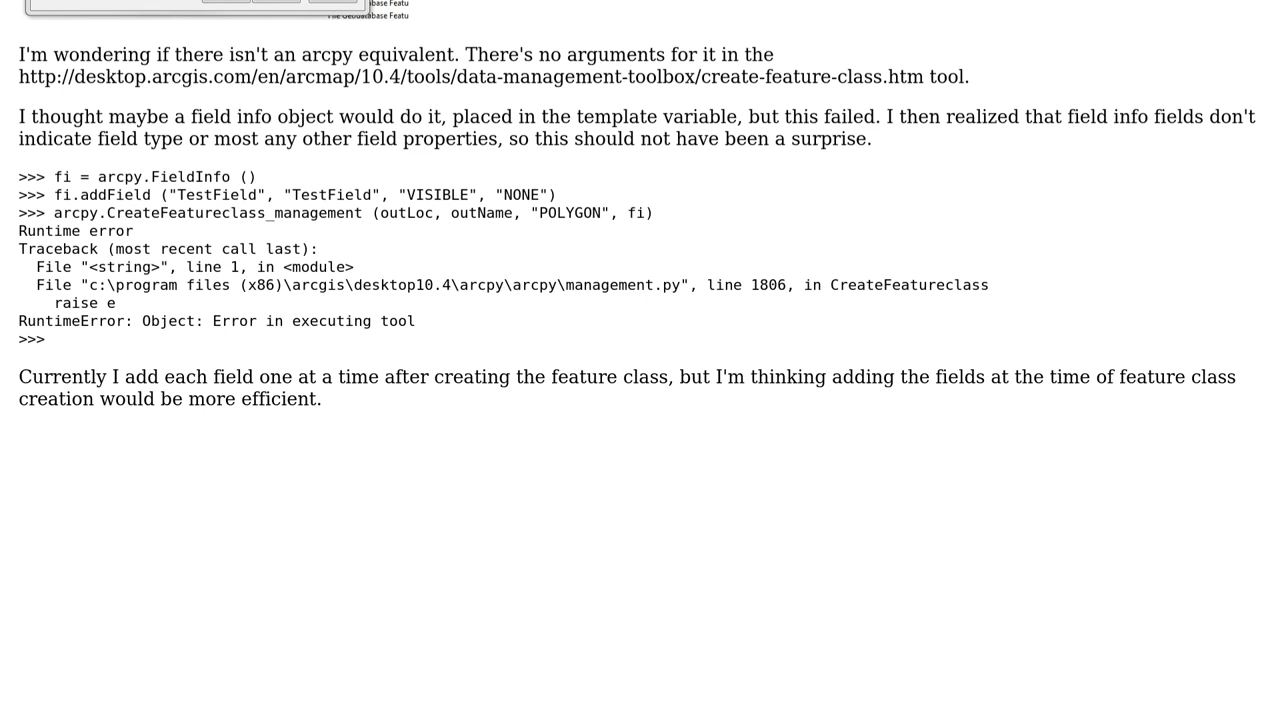 base Featu
File Geodatabase Featu
I'm wondering if there isn't an arcpy equivalent. There's no arguments for it in the
http://desktop.arcgis.com/en/arcmap/10.4/tools/data-management-toolbox/create-feature-class.htm tool.
I thought maybe a field info object would do it, placed in the template variable, but this failed. I then realized that field info fields don't
indicate field type or most any other field properties, so this should not have been a surprise.
>>> fi = arcpy.FieldInfo ()
>>> fi.addField ("TestField", "TestField", "VISIBLE", "NONE")
>>> arcpy.CreateFeatureclass_management (outLoc, outName, "POLYGON", fi)
Runtime error
Traceback (most recent call last):
  File "<string>", line 1, in <module>
  File "c:\program files (x86)\arcgis\desktop10.4\arcpy\arcpy\management.py", line 1806, in CreateFeatureclass
    raise e
RuntimeError: Object: Error in executing tool
>>>
Currently I add each field one at a time after creating the feature class, but I'm thinking adding the fields at the time of feature class
creation would be more efficient.